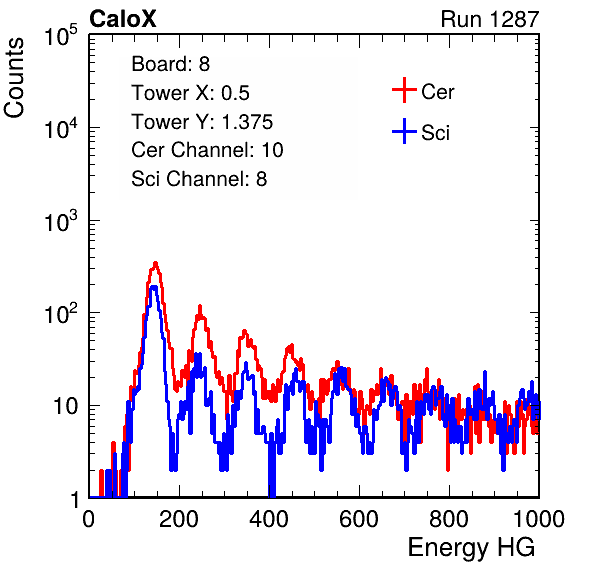 CaloX Run 1287
Counts
Board: 8
Tower X: 0.5
Tower Y: 1.375
Cer Channel: 10
Sci Channel: 8
Cer
Sci
10^5
10^4
10^3
10^2
10
1
0 200 400 600 800 1000
Energy HG